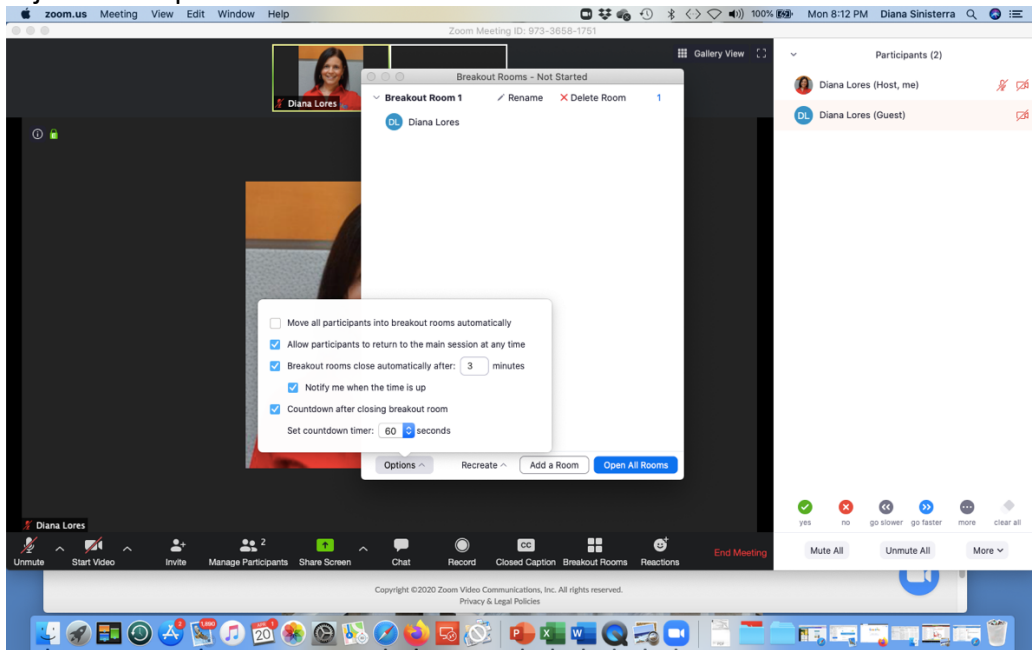 zoom.us Meeting View Edit Window Help 100% Mon 8:12 PM Diana Sinisterra
Zoom Meeting ID: 973-3658-1751
Gallery View
Participants (2)
Diana Lores (Host, me)
DL Diana Lores (Guest)
Diana Lores
Breakout Rooms - Not Started
Breakout Room 1 Rename Delete Room 1
DL Diana Lores
Move all participants into breakout rooms automatically
Allow participants to return to the main session at any time
Breakout rooms close automatically after: 3 minutes
Notify me when the time is up
Countdown after closing breakout room
Set countdown timer: 60 seconds
Options Recreate Add a Room Open All Rooms
Diana Lores
yes no go slower go faster more clear all
Unmute Start Video Invite Manage Participants 2 Share Screen Chat Record CC Closed Caption Breakout Rooms Reactions End Meeting
Mute All Unmute All More
Copyright ©2020 Zoom Video Communications, Inc. All rights reserved.
Privacy & Legal Policies
20